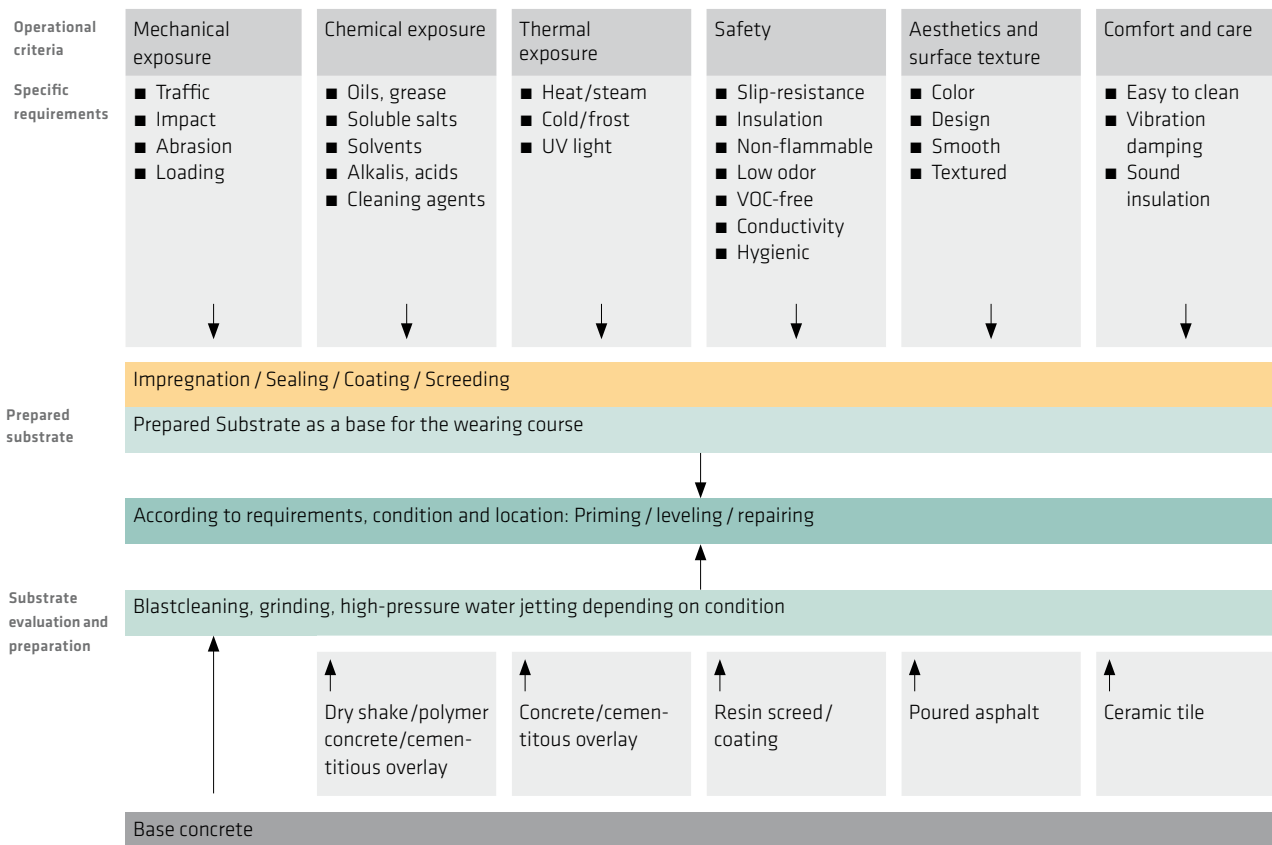 Operational
criteria
Mechanical
exposure
Chemical exposure
Thermal
exposure
Safety
Aesthetics and
surface texture
Comfort and care
Specific
requirements
■ Traffic
■ Impact
■ Abrasion
■ Loading
■ Oils, grease
■ Soluble salts
■ Solvents
■ Alkalis, acids
■ Cleaning agents
■ Heat/steam
■ Cold/frost
■ UV light
■ Slip-resistance
■ Insulation
■ Non-flammable
■ Low odor
■ VOC-free
■ Conductivity
■ Hygienic
■ Color
■ Design
■ Smooth
■ Textured
■ Easy to clean
■ Vibration
damping
■ Sound
insulation
Impregnation / Sealing / Coating / Screeding
Prepared
substrate
Prepared Substrate as a base for the wearing course
According to requirements, condition and location: Priming / leveling / repairing
Substrate
evaluation and
preparation
Blastcleaning, grinding, high-pressure water jetting depending on condition
Dry shake/polymer
concrete/cemen-
titious overlay
Concrete/cemen-
titous overlay
Resin screed/
coating
Poured asphalt
Ceramic tile
Base concrete